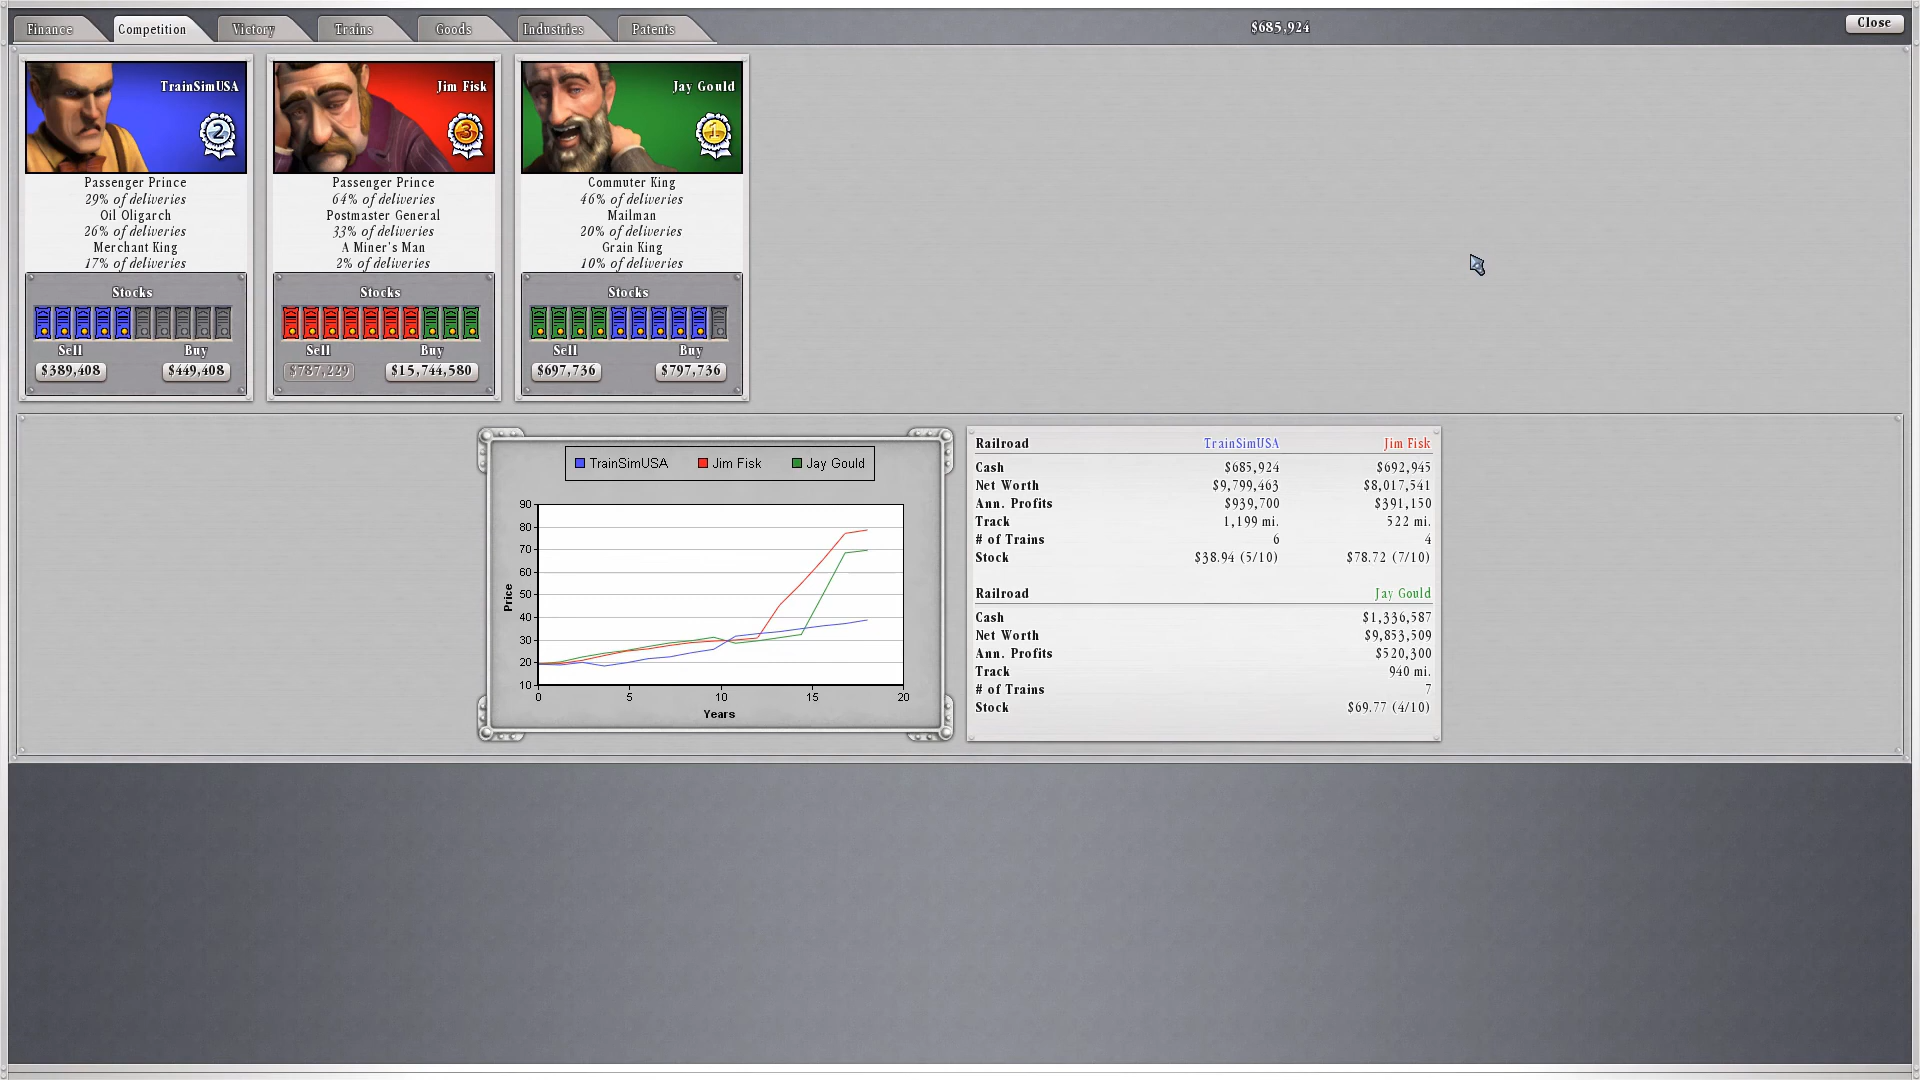 Finance Competition Victory Trains Goods Industries Patents $685,924 Close
TrainSimUSA
2
Passenger Prince
29% of deliveries
Oil Oligarch
26% of deliveries
Merchant King
17% of deliveries
Stocks
Sell Buy
$389,408 $449,408
Jim Fisk
3
Passenger Prince
64% of deliveries
Postmaster General
33% of deliveries
A Miner's Man
2% of deliveries
Stocks
Sell Buy
$787,229 $15,744,580
Jay Gould
1
Commuter King
46% of deliveries
Mailman
20% of deliveries
Grain King
10% of deliveries
Stocks
Sell Buy
$697,736 $797,736
TrainSimUSA Jim Fisk Jay Gould
90
80
70
60
50
40
30
20
10
Price
0 5 10 15 20
Years
Railroad TrainSimUSA Jim Fisk
Cash $685,924 $692,945
Net Worth $9,799,463 $8,017,541
Ann. Profits $939,700 $391,150
Track 1,199 mi. 522 mi.
# of Trains 6 4
Stock $38.94 (5/10) $78.72 (7/10)
Railroad Jay Gould
Cash $1,336,587
Net Worth $9,853,509
Ann. Profits $520,300
Track 940 mi.
# of Trains 7
Stock $69.77 (4/10)